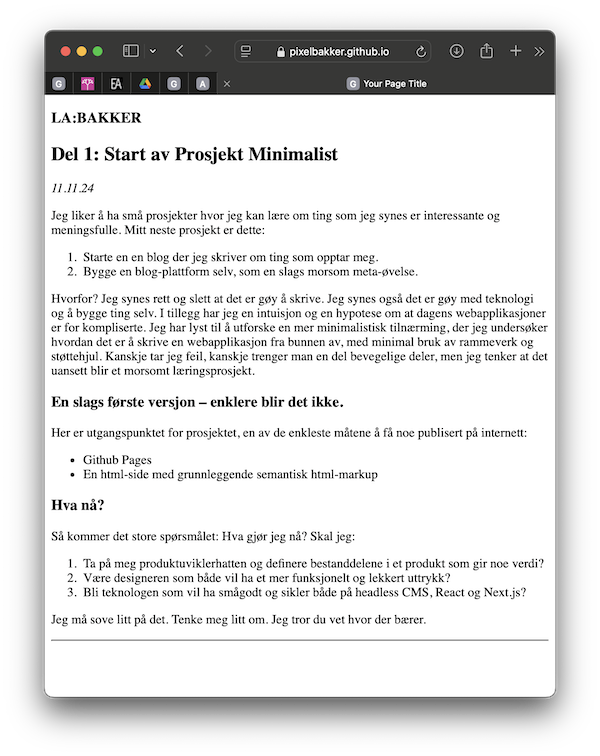 pixelbakker.github.io
G
EA
G
A
G Your Page Title
LA:BAKKER
Del 1: Start av Prosjekt Minimalist
11.11.24
Jeg liker å ha små prosjekter hvor jeg kan lære om ting som jeg synes er interessante og
meningsfulle. Mitt neste prosjekt er dette:
1. Starte en en blog der jeg skriver om ting som opptar meg.
2. Bygge en blog-plattform selv, som en slags morsom meta-øvelse.
Hvorfor? Jeg synes rett og slett at det er gøy å skrive. Jeg synes også det er gøy med teknologi
og å bygge ting selv. I tillegg har jeg en intuisjon og en hypotese om at dagens webapplikasjoner
er for kompliserte. Jeg har lyst til å utforske en mer minimalistisk tilnærming, der jeg undersøker
hvordan det er å skrive en webapplikasjon fra bunnen av, med minimal bruk av rammeverk og
støttehjul. Kanskje tar jeg feil, kanskje trenger man en del bevegelige deler, men jeg tenker at det
uansett blir et morsomt læringsprosjekt.
En slags første versjon – enklere blir det ikke.
Her er utgangspunktet for prosjektet, en av de enkleste måtene å få noe publisert på internett:
• Github Pages
• En html-side med grunnleggende semantisk html-markup
Hva nå?
Så kommer det store spørsmålet: Hva gjør jeg nå? Skal jeg:
1. Ta på meg produktuviklerhatten og definere bestanddelene i et produkt som gir noe verdi?
2. Være designeren som både vil ha et mer funksjonelt og lekkert uttrykk?
3. Bli teknologen som vil ha smågodt og sikler både på headless CMS, React og Next.js?
Jeg må sove litt på det. Tenke meg litt om. Jeg tror du vet hvor der bærer.